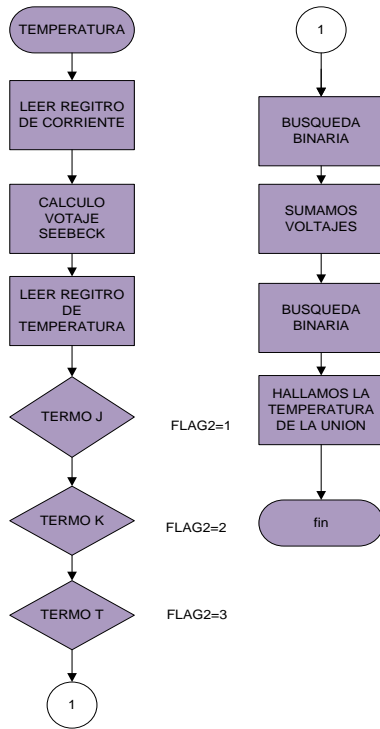 TEMPERATURA
LEER REGITRO
DE CORRIENTE
CALCULO
VOTAJE
SEEBECK
LEER REGITRO
DE
TEMPERATURA
TERMO J
FLAG2=1
TERMO K
FLAG2=2
TERMO T
FLAG2=3
1
1
BUSQUEDA
BINARIA
SUMAMOS
VOLTAJES
BUSQUEDA
BINARIA
HALLAMOS LA
TEMPERATURA
DE LA UNION
fin